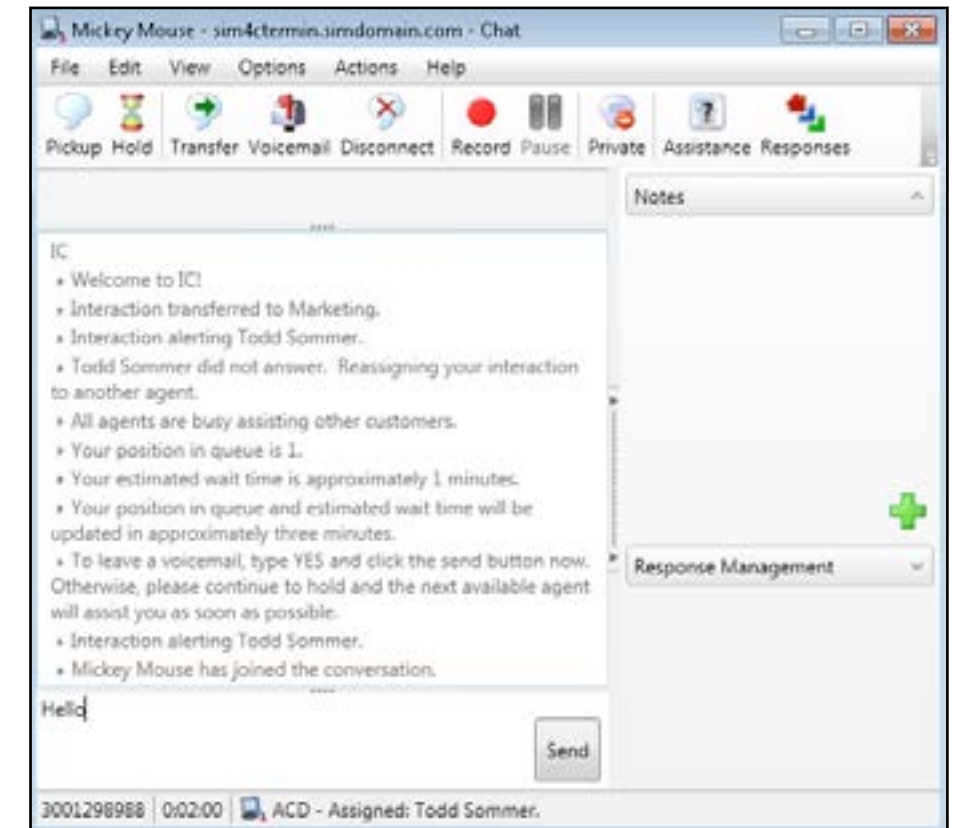 Mickey Mouse - sim4ctermin.simdomain.com - Chat
File Edit View Options Actions Help
Pickup Hold Transfer Voicemail Disconnect Record Pause Private Assistance Responses
Notes
IC
Welcome to IC!
Interaction transferred to Marketing.
Interaction alerting Todd Sommer.
Todd Sommer did not answer. Reassigning your interaction
to another agent.
All agents are busy assisting other customers.
Your position in queue is 1.
Your estimated wait time is approximately 1 minutes.
Your position in queue and estimated wait time will be
updated in approximately three minutes.
To leave a voicemail, type YES and click the send button now.
Otherwise, please continue to hold and the next available agent
will assist you as soon as possible.
Interaction alerting Todd Sommer.
Mickey Mouse has joined the conversation.
Response Management
Hello
Send
3001298988 0:02:00 ACD - Assigned: Todd Sommer.